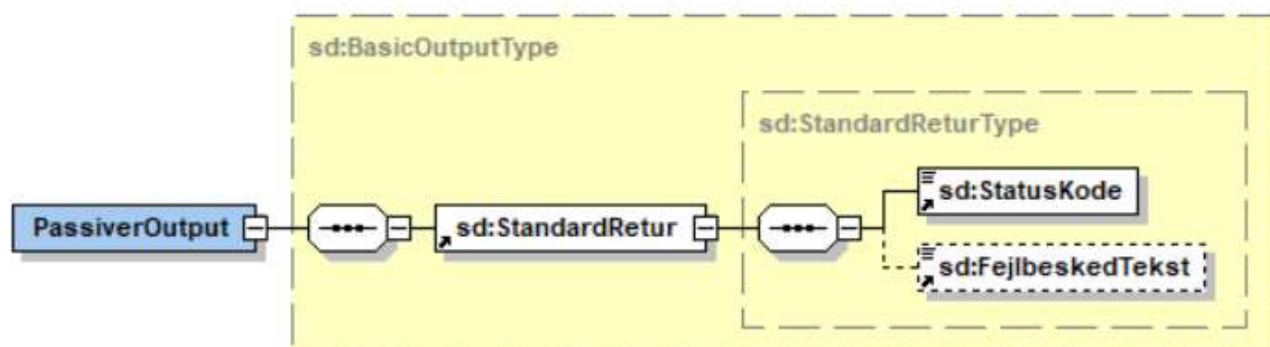 sd:BasicOutputType
sd:StandardReturType
sd:StatusKode
PassiverOutput
sd:StandardRetur
sd:FejlbeskedTekst